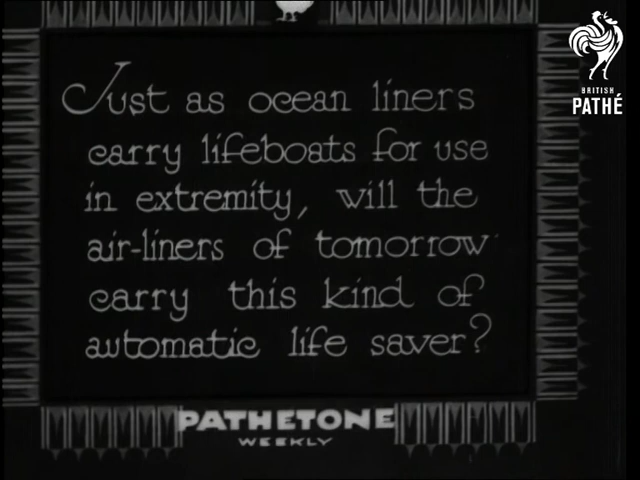 Just as ocean liners
carry lifeboats for use
in extremity, will the
air-liners of tomorrow
carry this kind of
automatic life saver?
PATHETONE
WEEKLY
BRITISH
PATHÉ